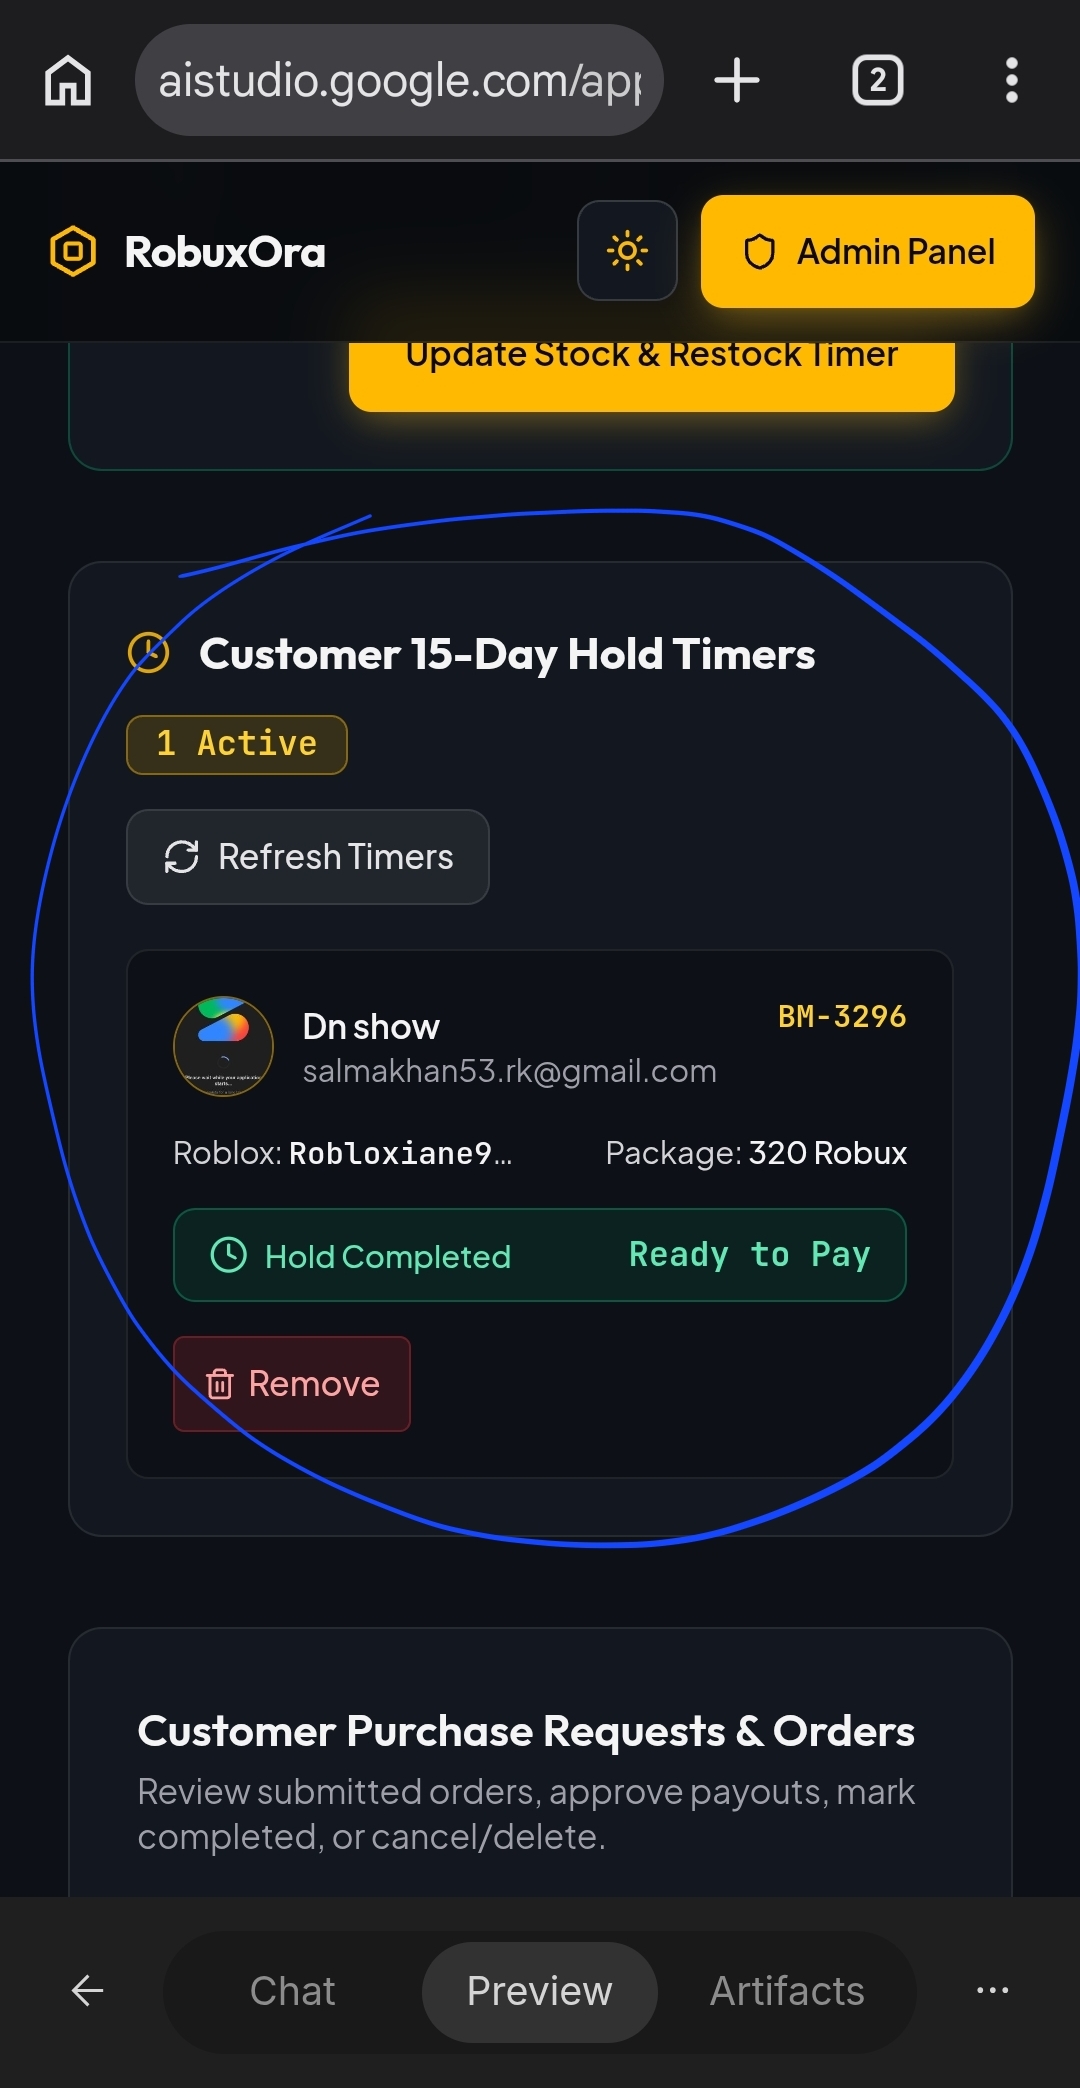 aistudio.google.com/app
2
RobuxOra
Admin Panel
Update Stock & Restock Timer
Customer 15-Day Hold Timers
1 Active
Refresh Timers
Dn show
BM-3296
salmakhan53.rk@gmail.com
Roblox: Robloxiane9...
Package: 320 Robux
Hold Completed
Ready to Pay
Remove
Customer Purchase Requests & Orders
Review submitted orders, approve payouts, mark
completed, or cancel/delete.
Chat
Preview
Artifacts